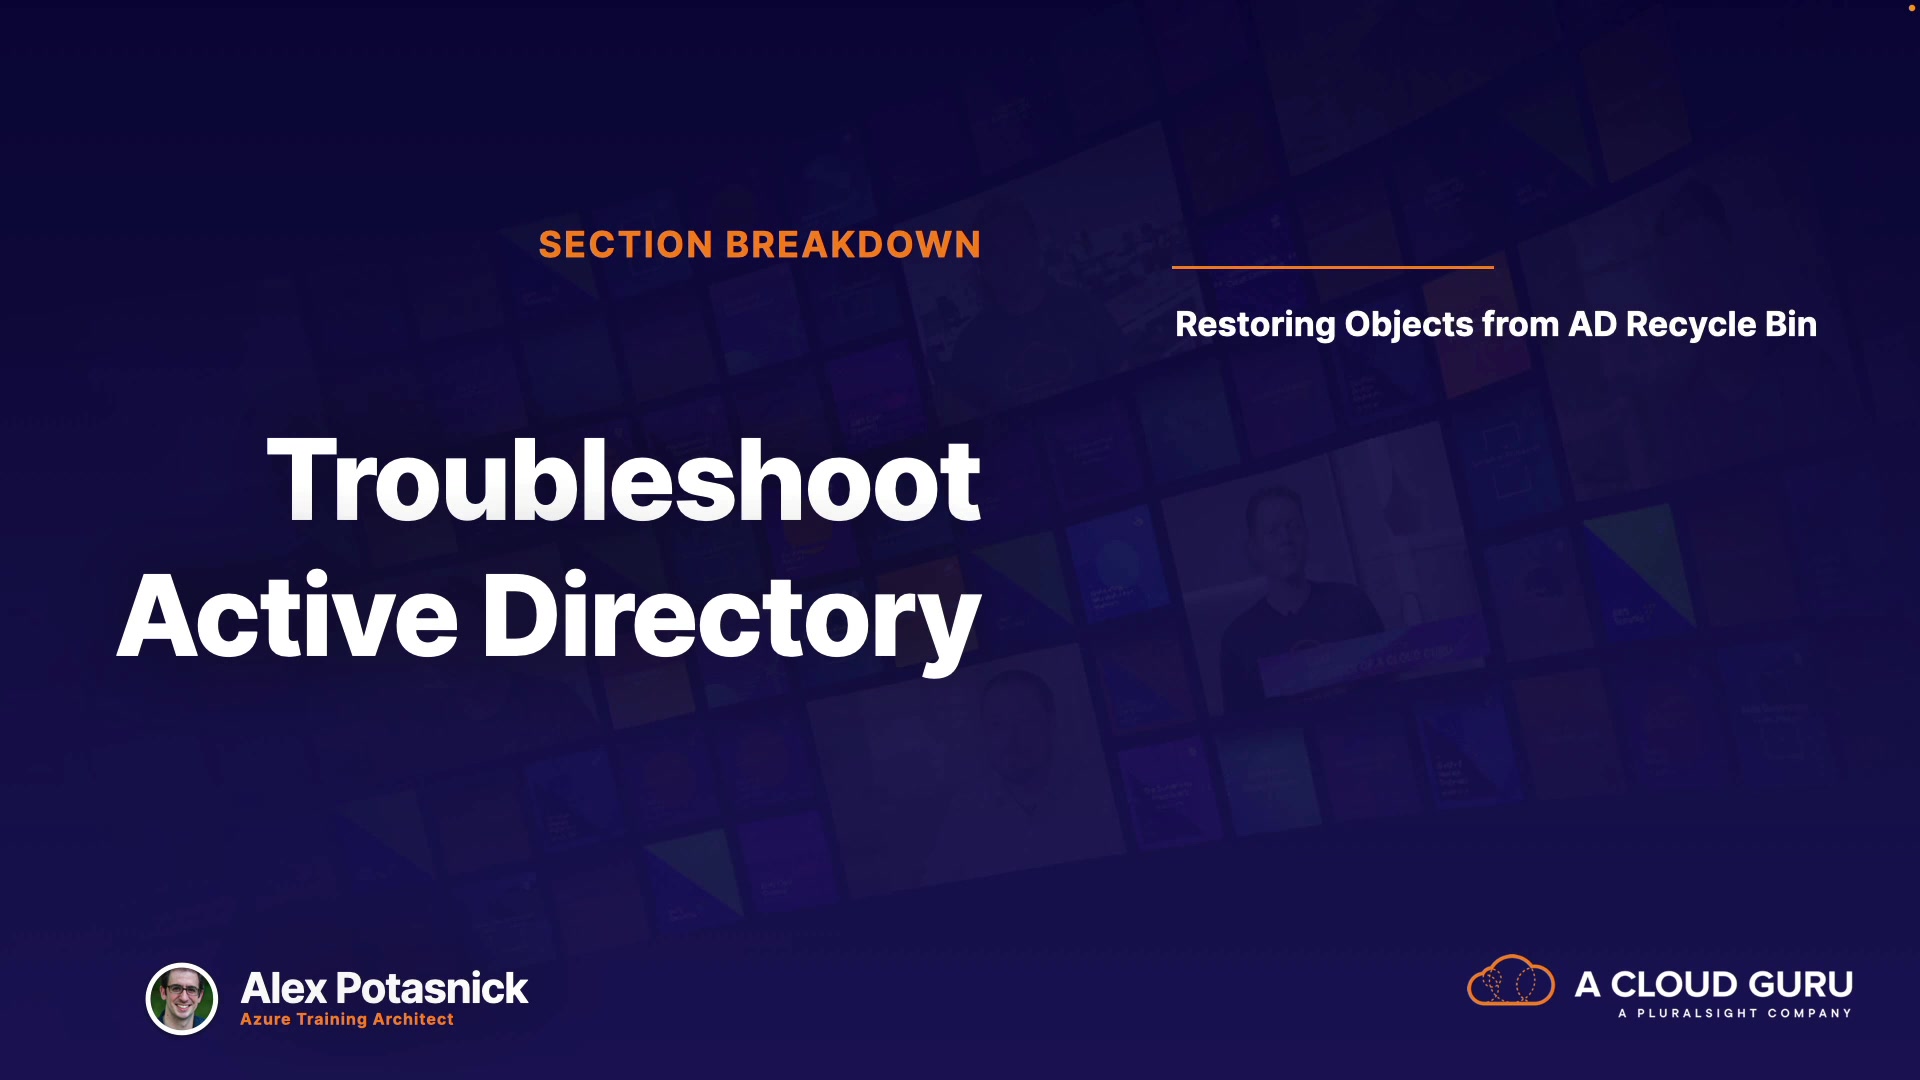 SECTION BREAKDOWN
Troubleshoot
Active Directory
Restoring Objects from AD Recycle Bin
Alex Potasnick
Azure Training Architect
A CLOUD GURU
A PLURALSIGHT COMPANY